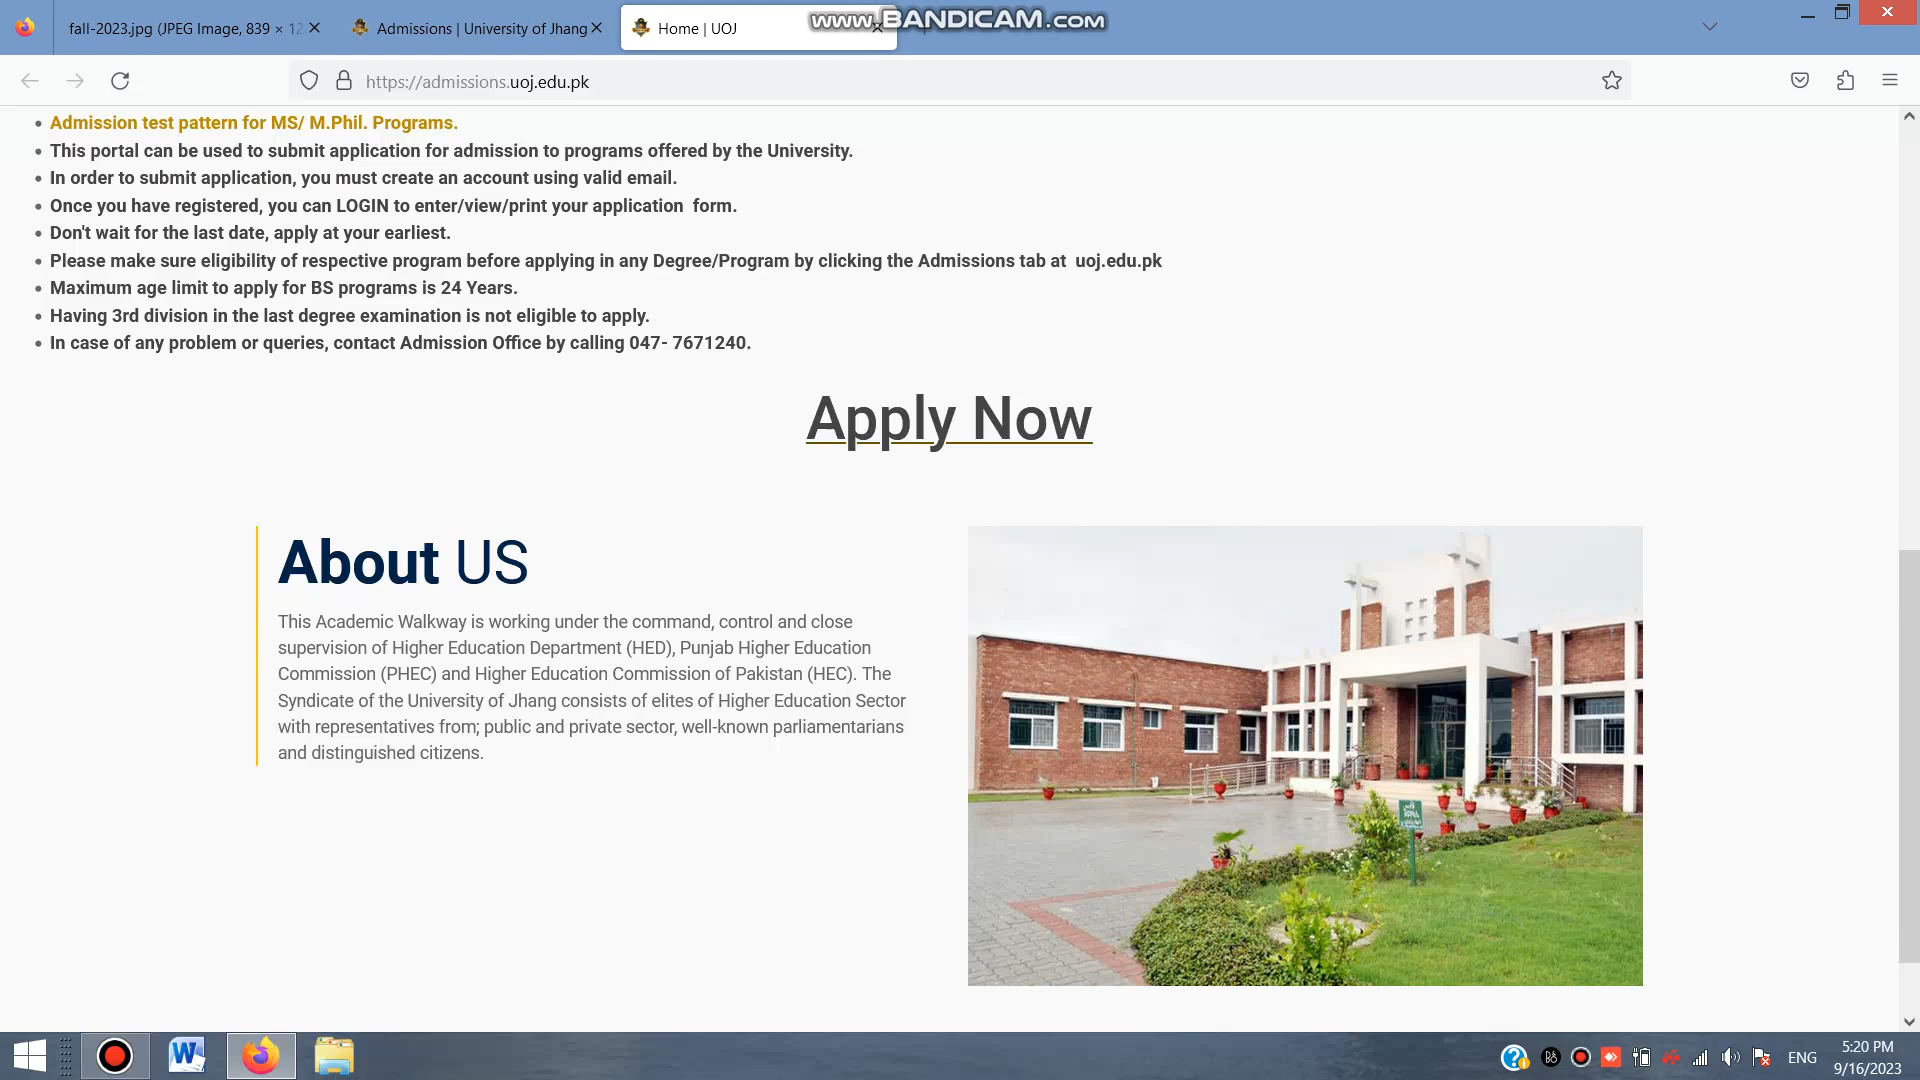 www.BANDICAM.com
fall-2023.jpg (JPEG Image, 839 × 12
Admissions | University of Jhang
Home | UOJ
https://admissions.uoj.edu.pk
Admission test pattern for MS/ M.Phil. Programs.
This portal can be used to submit application for admission to programs offered by the University.
In order to submit application, you must create an account using valid email.
Once you have registered, you can LOGIN to enter/view/print your application form.
Don't wait for the last date, apply at your earliest.
Please make sure eligibility of respective program before applying in any Degree/Program by clicking the Admissions tab at uoj.edu.pk
Maximum age limit to apply for BS programs is 24 Years.
Having 3rd division in the last degree examination is not eligible to apply.
In case of any problem or queries, contact Admission Office by calling 047- 7671240.
Apply Now
About US
This Academic Walkway is working under the command, control and close
supervision of Higher Education Department (HED), Punjab Higher Education
Commission (PHEC) and Higher Education Commission of Pakistan (HEC). The
Syndicate of the University of Jhang consists of elites of Higher Education Sector
with representatives from; public and private sector, well-known parliamentarians
and distinguished citizens.
ENG
5:20 PM
9/16/2023